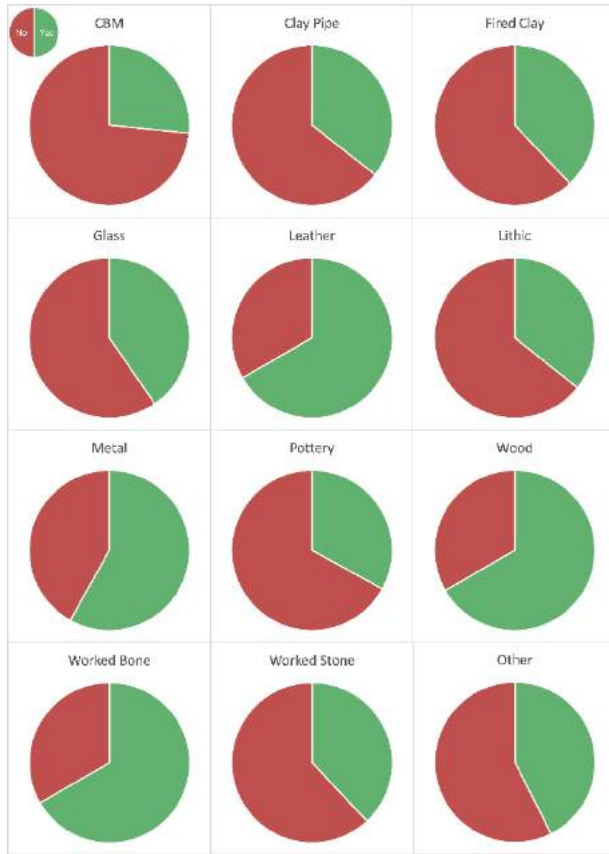 No Yes
CBM
Clay Pipe
Fired Clay
Glass
Leather
Lithic
Metal
Pottery
Wood
Worked Bone
Worked Stone
Other